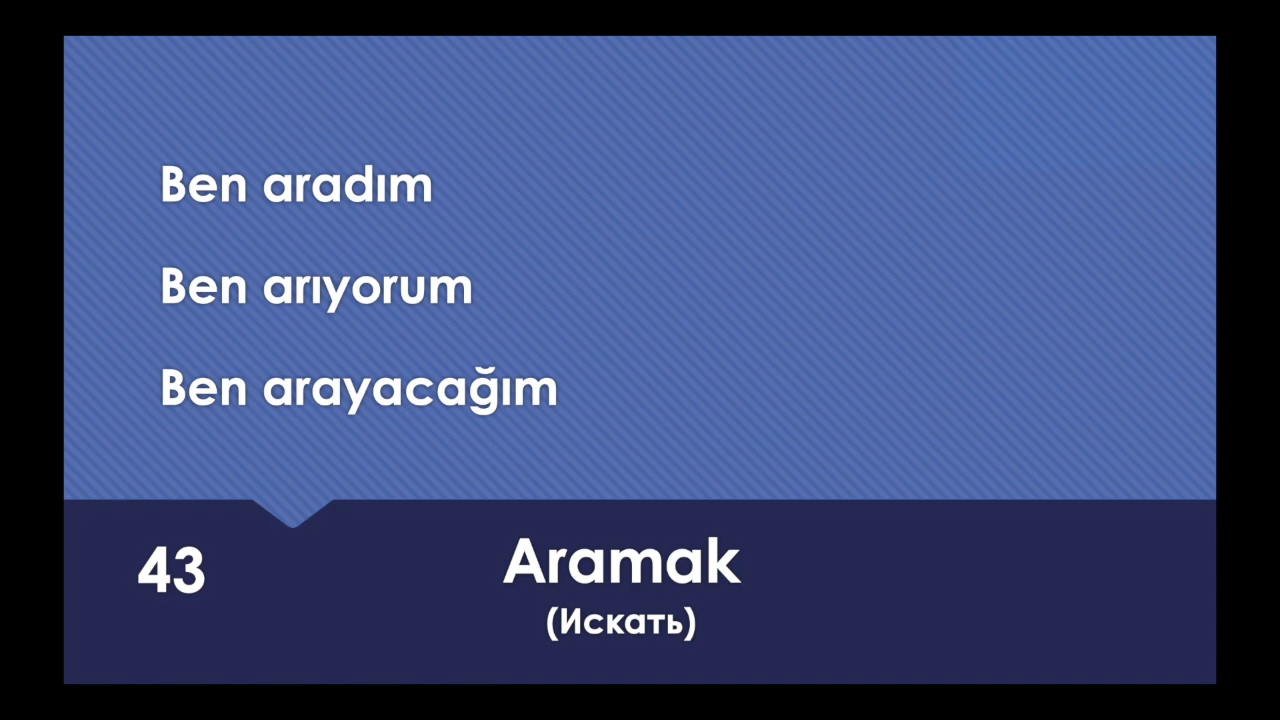 Ben aradım
Ben arıyorum
Ben arayacağım
43
Aramak
(Искать)